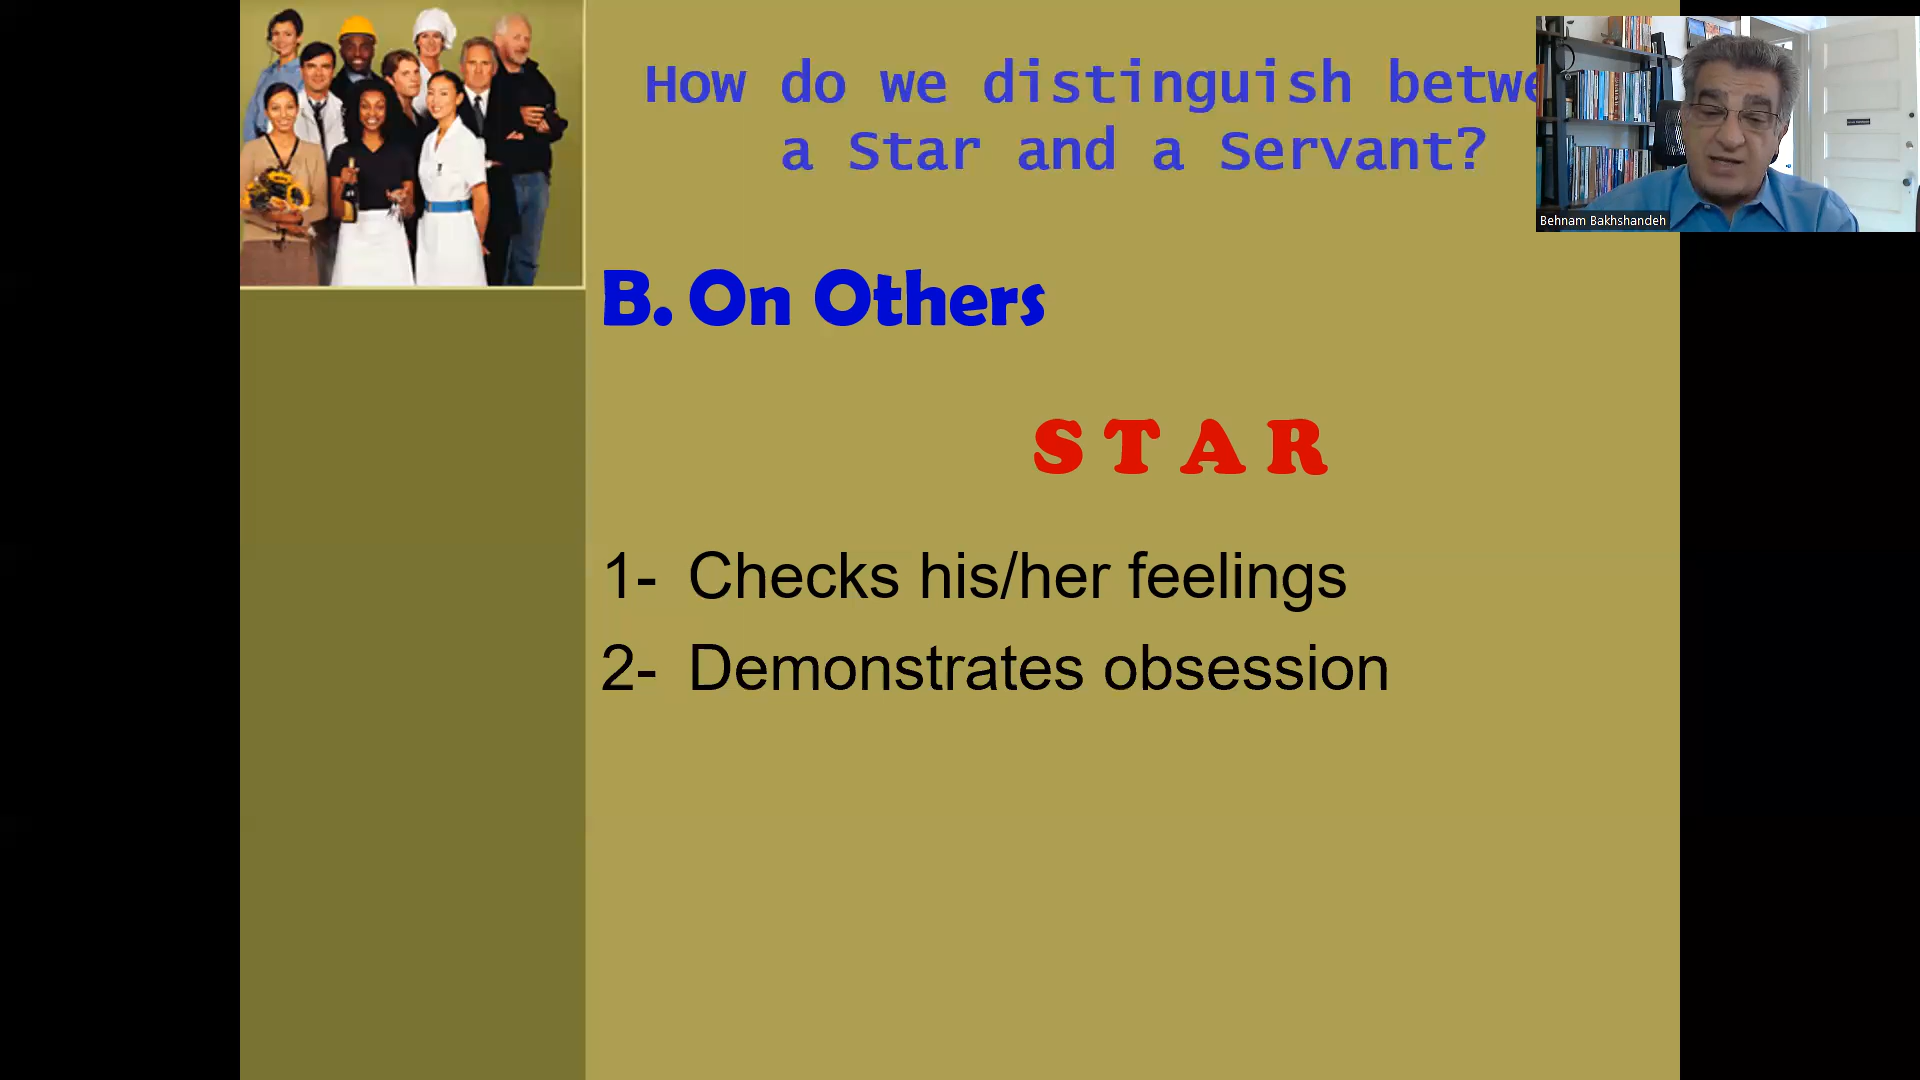 How do we distinguish betwe
a Star and a Servant?
Behnam Bakhshandeh
B. On Others
S T A R
1- Checks his/her feelings
2- Demonstrates obsession